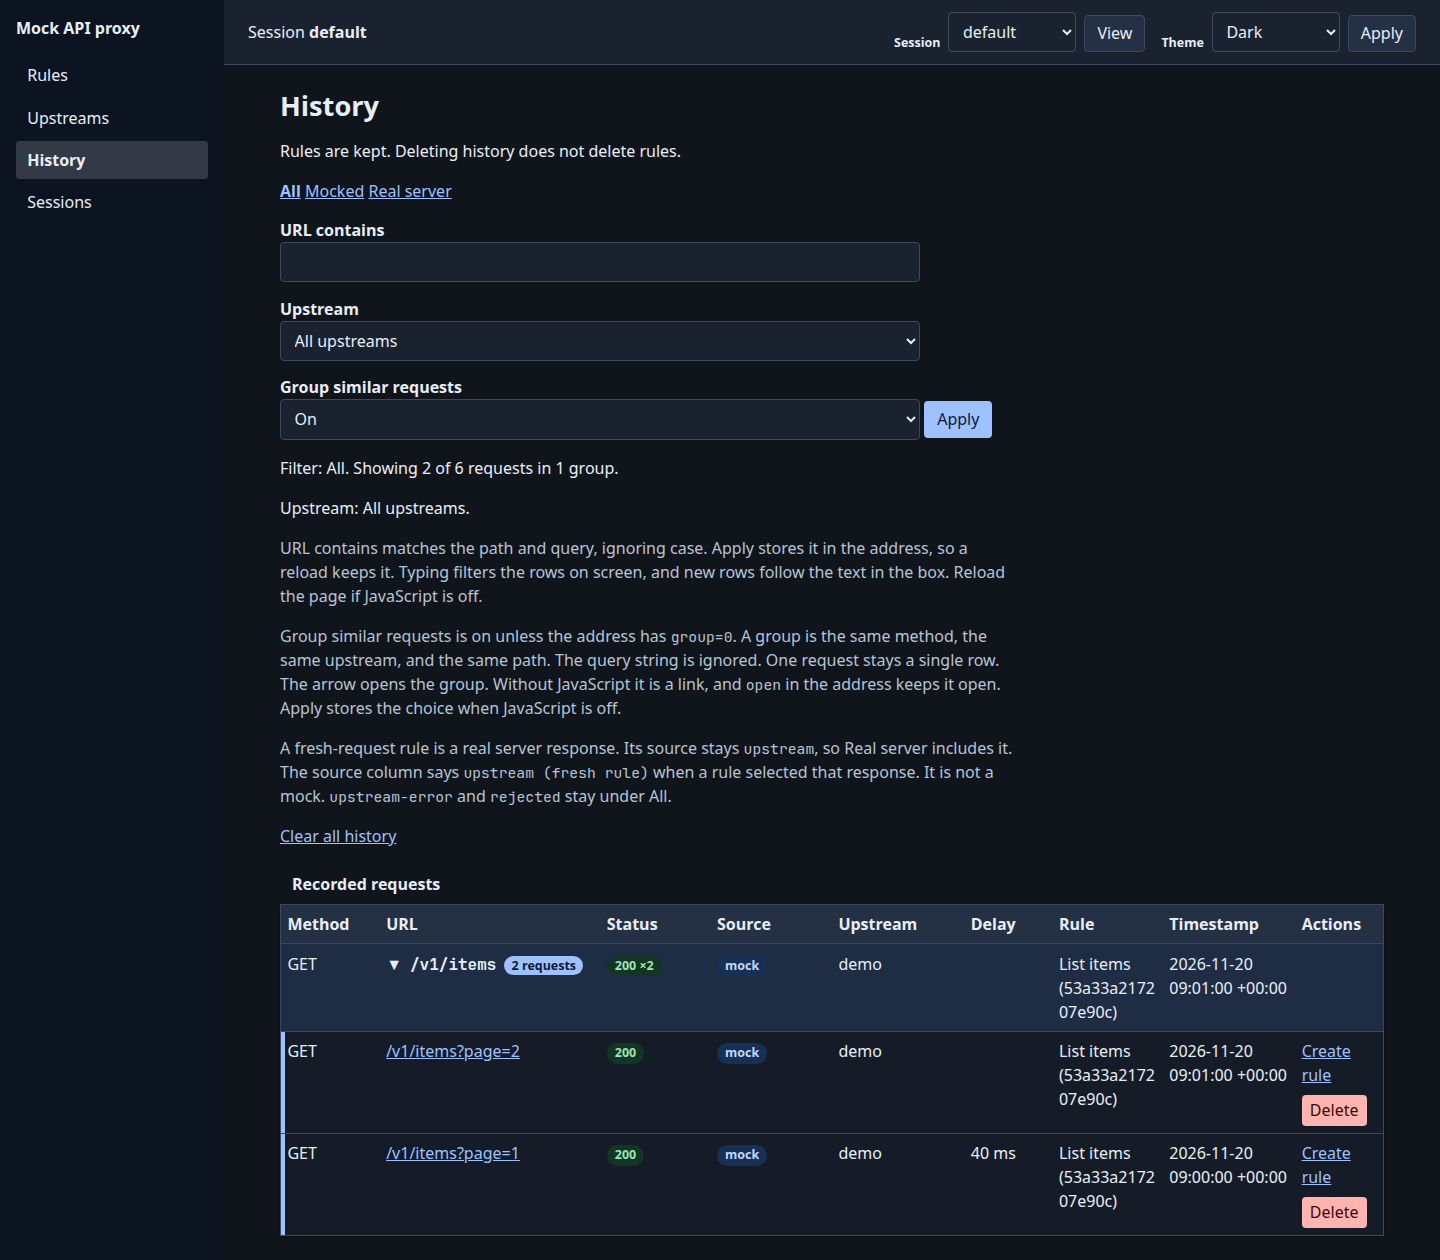 Mock API proxy
Rules
Upstreams
History
Sessions
Session default
Session
default
View
Theme
Dark
Apply
History
Rules are kept. Deleting history does not delete rules.
All Mocked Real server
URL contains
Upstream
All upstreams
Group similar requests
On
Apply
Filter: All. Showing 2 of 6 requests in 1 group.
Upstream: All upstreams.
URL contains matches the path and query, ignoring case. Apply stores it in the address, so a
reload keeps it. Typing filters the rows on screen, and new rows follow the text in the box. Reload
the page if JavaScript is off.
Group similar requests is on unless the address has group=0. A group is the same method, the
same upstream, and the same path. The query string is ignored. One request stays a single row.
The arrow opens the group. Without JavaScript it is a link, and open in the address keeps it open.
Apply stores the choice when JavaScript is off.
A fresh-request rule is a real server response. Its source stays upstream, so Real server includes it.
The source column says upstream (fresh rule) when a rule selected that response. It is not a
mock. upstream-error and rejected stay under All.
Clear all history
Recorded requests
Method URL Status Source Upstream Delay Rule Timestamp Actions
GET ▼ /v1/items 2 requests 200 ×2 mock demo List items 2026-11-20
(53a33a2172 09:01:00 +00:00
07e90c)
GET /v1/items?page=2 200 mock demo List items 2026-11-20 Create
(53a33a2172 09:01:00 +00:00 rule
07e90c) Delete
GET /v1/items?page=1 200 mock demo 40 ms List items 2026-11-20 Create
(53a33a2172 09:00:00 +00:00 rule
07e90c) Delete